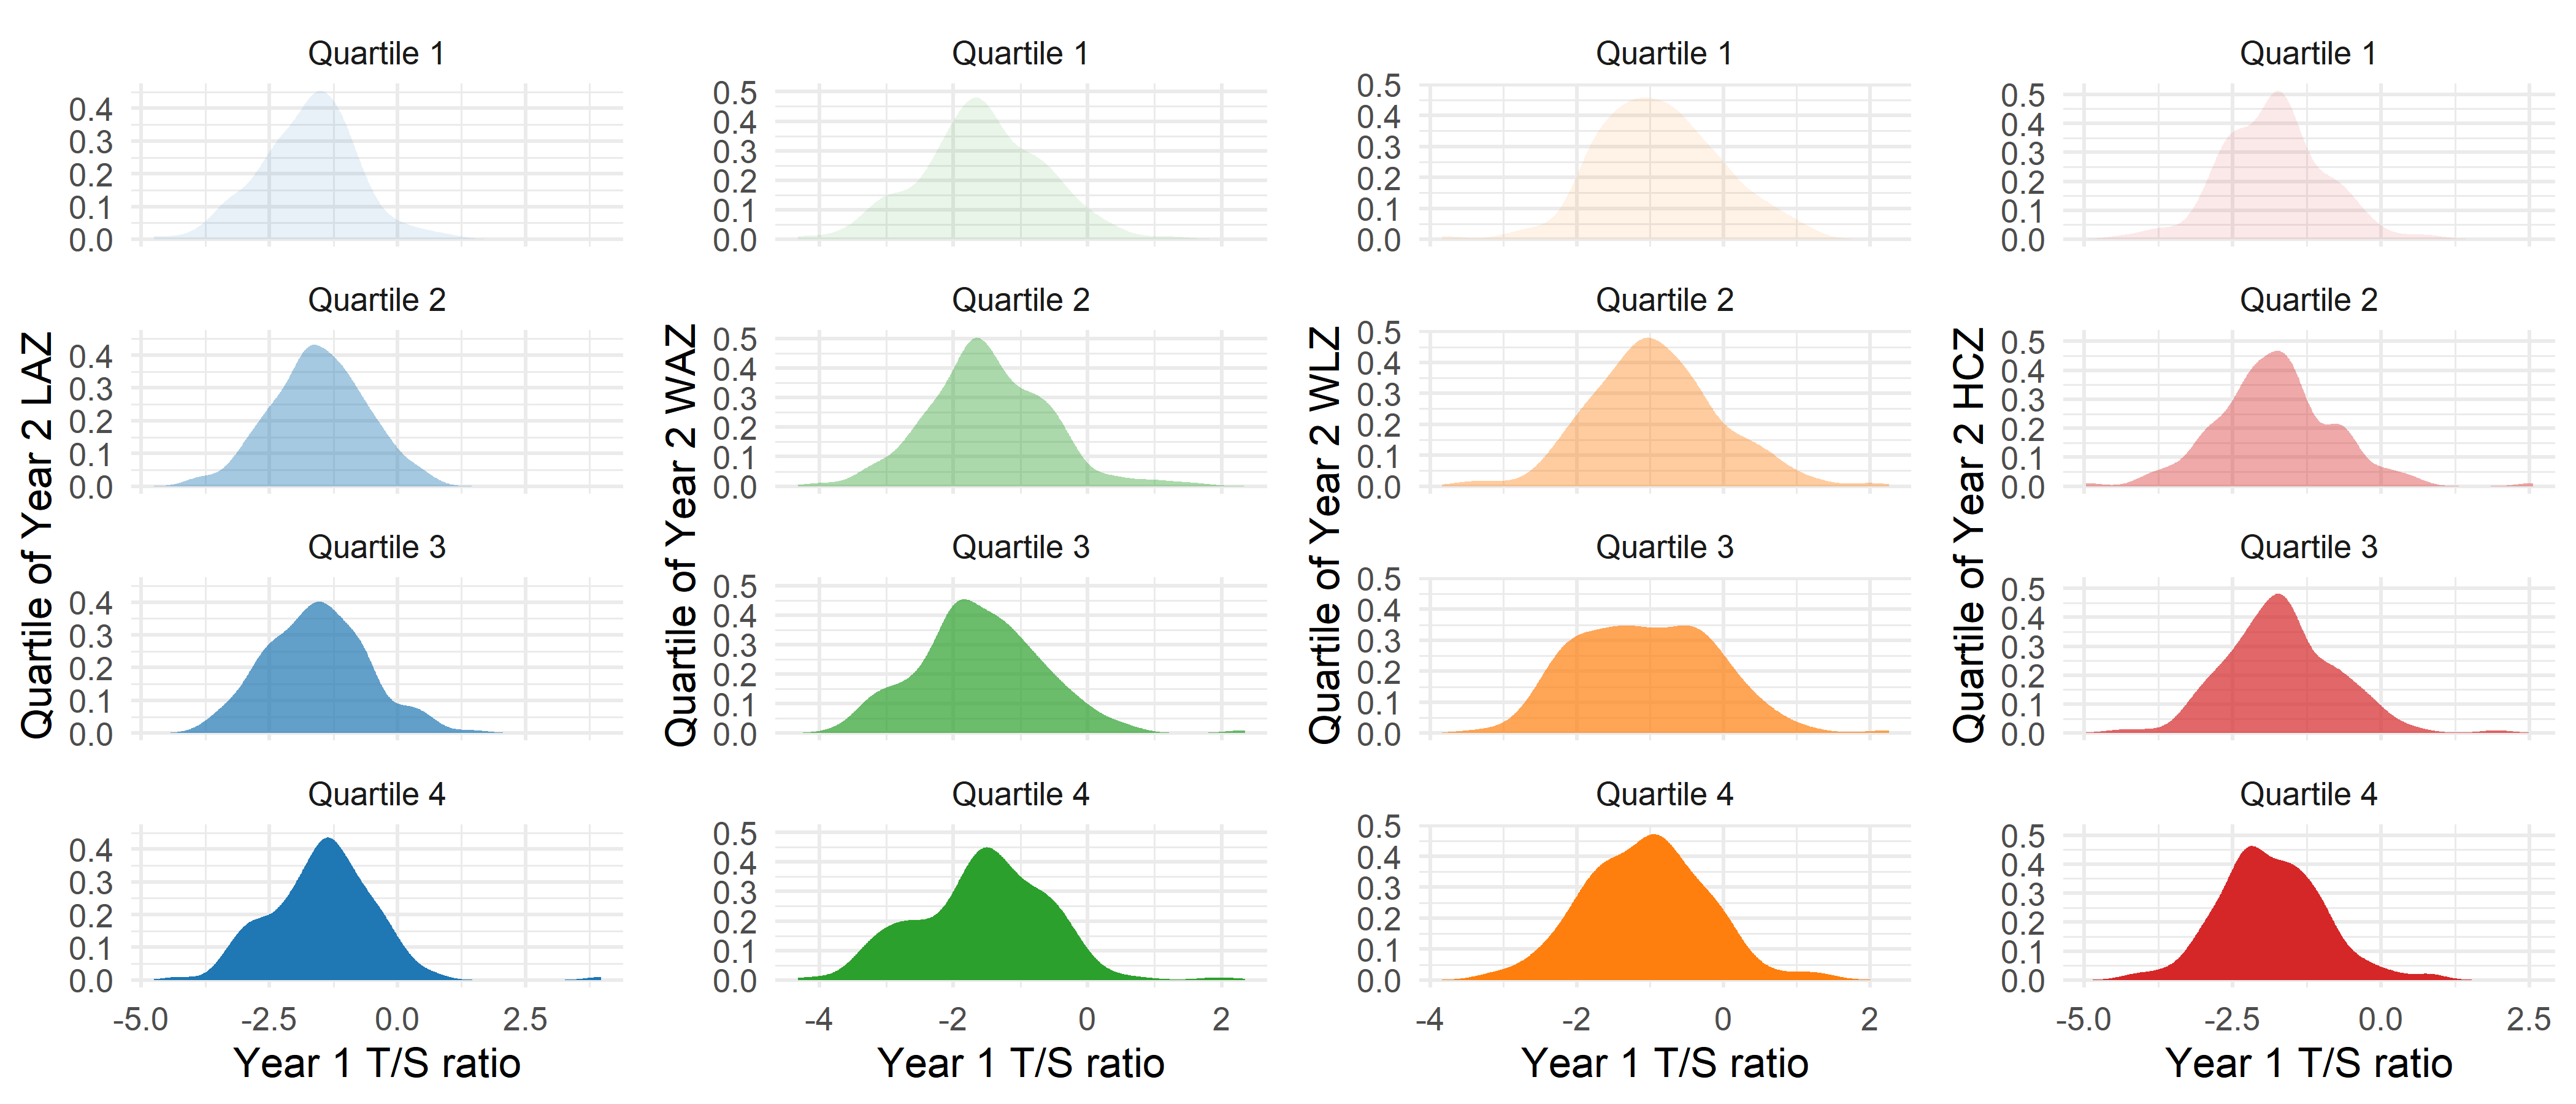 Quartile 1 Quartile 1 Quartile 1 Quartile 1
0.4 0.3 0.2 0.1 0.0
0.5 0.4 0.3 0.2 0.1 0.0
0.5 0.4 0.3 0.2 0.1 0.0
0.5 0.4 0.3 0.2 0.1 0.0
Quartile 2 Quartile 2 Quartile 2 Quartile 2
0.4 0.3 0.2 0.1 0.0
0.5 0.4 0.3 0.2 0.1 0.0
0.5 0.4 0.3 0.2 0.1 0.0
0.5 0.4 0.3 0.2 0.1 0.0
Quartile of Year 2 LAZ
Quartile of Year 2 WAZ
Quartile of Year 2 WLZ
Quartile of Year 2 HCZ
Quartile 3 Quartile 3 Quartile 3 Quartile 3
0.4 0.3 0.2 0.1 0.0
0.5 0.4 0.3 0.2 0.1 0.0
0.5 0.4 0.3 0.2 0.1 0.0
0.5 0.4 0.3 0.2 0.1 0.0
Quartile 4 Quartile 4 Quartile 4 Quartile 4
0.4 0.3 0.2 0.1 0.0
0.5 0.4 0.3 0.2 0.1 0.0
0.5 0.4 0.3 0.2 0.1 0.0
0.5 0.4 0.3 0.2 0.1 0.0
-5.0 -2.5 0.0 2.5 -4 -2 0 2 -4 -2 0 2 -5.0 -2.5 0.0 2.5
Year 1 T/S ratio Year 1 T/S ratio Year 1 T/S ratio Year 1 T/S ratio